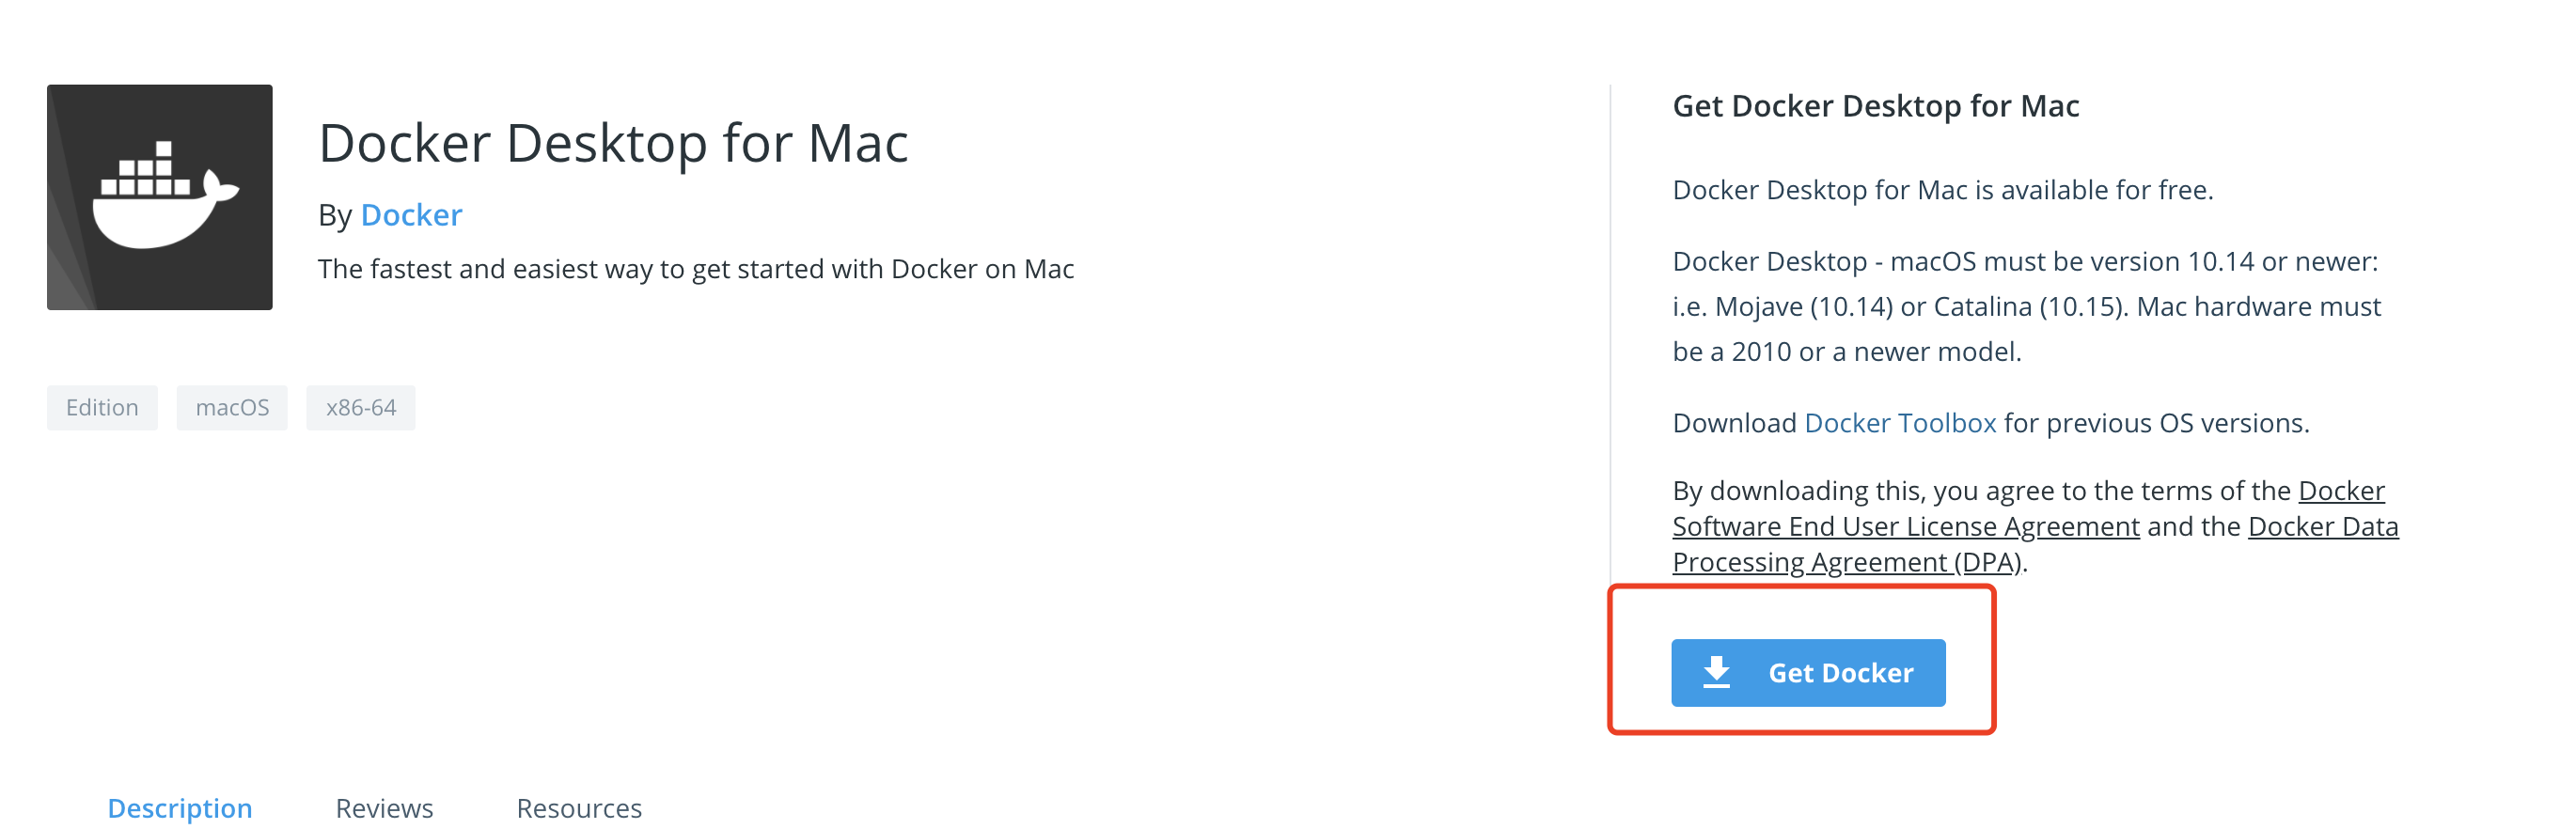 Docker Desktop for Mac
By Docker
The fastest and easiest way to get started with Docker on Mac
Edition
macOS
x86-64
Get Docker Desktop for Mac
Docker Desktop for Mac is available for free.
Docker Desktop - macOS must be version 10.14 or newer:
i.e. Mojave (10.14) or Catalina (10.15). Mac hardware must
be a 2010 or a newer model.
Download Docker Toolbox for previous OS versions.
By downloading this, you agree to the terms of the Docker
Software End User License Agreement and the Docker Data
Processing Agreement (DPA).
Get Docker
Description
Reviews
Resources